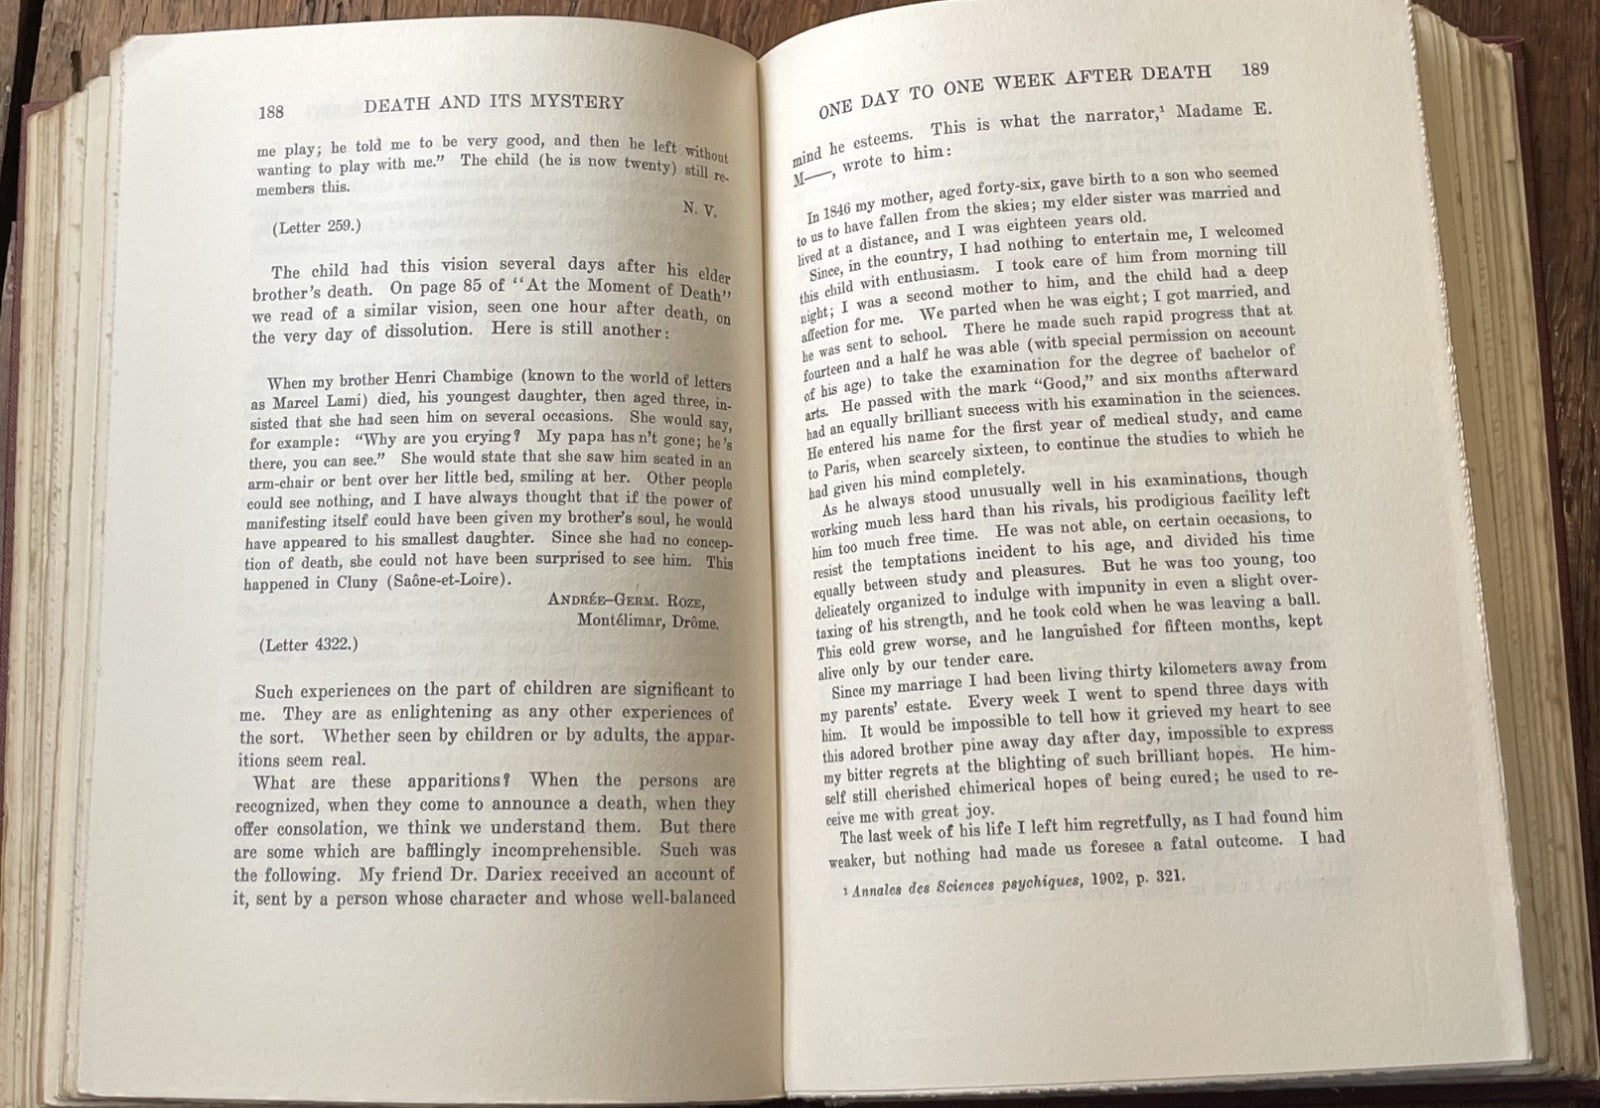 188 DEATH AND ITS MYSTERY
me play; he told me to be very good, and then he left without
wanting to play with me." The child (he is now twenty) still re-
members this.
N. V.
(Letter 259.)
The child had this vision several days after his elder
brother's death. On page 85 of "At the Moment of Death"
we read of a similar vision, seen one hour after death, on
the very day of dissolution. Here is still another:
When my brother Henri Chambige (known to the world of letters
as Marcel Lami) died, his youngest daughter, then aged three, in-
sisted that she had seen him on several occasions. She would say,
for example: "Why are you crying? My papa has n't gone; he's
there, you can see." She would state that she saw him seated in an
arm-chair or bent over her little bed, smiling at her. Other people
could see nothing, and I have always thought that if the power of
manifesting itself could have been given my brother's soul, he would
have appeared to his smallest daughter. Since she had no concep-
tion of death, she could not have been surprised to see him. This
happened in Cluny (Saône-et-Loire).
ANDRÉE-GERM. ROZE,
Montélimar, Drôme.
(Letter 4322.)
Such experiences on the part of children are significant to
me. They are as enlightening as any other experiences of
the sort. Whether seen by children or by adults, the appar-
itions seem real.
What are these apparitions? When the persons are
recognized, when they come to announce a death, when they
offer consolation, we think we understand them. But there
are some which are bafflingly incomprehensible. Such was
the following. My friend Dr. Dariex received an account of
it, sent by a person whose character and whose well-balanced
ONE DAY TO ONE WEEK AFTER DEATH 189
mind he esteems. This is what the narrator,¹ Madame E.
M——, wrote to him:
In 1846 my mother, aged forty-six, gave birth to a son who seemed
to us to have fallen from the skies; my elder sister was married and
lived at a distance, and I was eighteen years old.
Since, in the country, I had nothing to entertain me, I welcomed
this child with enthusiasm. I took care of him from morning till
night; I was a second mother to him, and the child had a deep
affection for me. We parted when he was eight; I got married, and
he was sent to school. There he made such rapid progress that at
fourteen and a half he was able (with special permission on account
of his age) to take the examination for the degree of bachelor of
arts. He passed with the mark "Good," and six months afterward
had an equally brilliant success with his examination in the sciences.
He entered his name for the first year of medical study, and came
to Paris, when scarcely sixteen, to continue the studies to which he
had given his mind completely.
As he always stood unusually well in his examinations, though
working much less hard than his rivals, his prodigious facility left
him too much free time. He was not able, on certain occasions, to
resist the temptations incident to his age, and divided his time
equally between study and pleasures. But he was too young, too
delicately organized to indulge with impunity in even a slight over-
taxing of his strength, and he took cold when he was leaving a ball.
This cold grew worse, and he languished for fifteen months, kept
alive only by our tender care.
Since my marriage I had been living thirty kilometers away from
my parents' estate. Every week I went to spend three days with
him. It would be impossible to tell how it grieved my heart to see
this adored brother pine away day after day, impossible to express
my bitter regrets at the blighting of such brilliant hopes. He him-
self still cherished chimerical hopes of being cured; he used to re-
ceive me with great joy.
The last week of his life I left him regretfully, as I had found him
weaker, but nothing had made us foresee a fatal outcome. I had
¹ Annales des Sciences psychiques, 1902, p. 321.